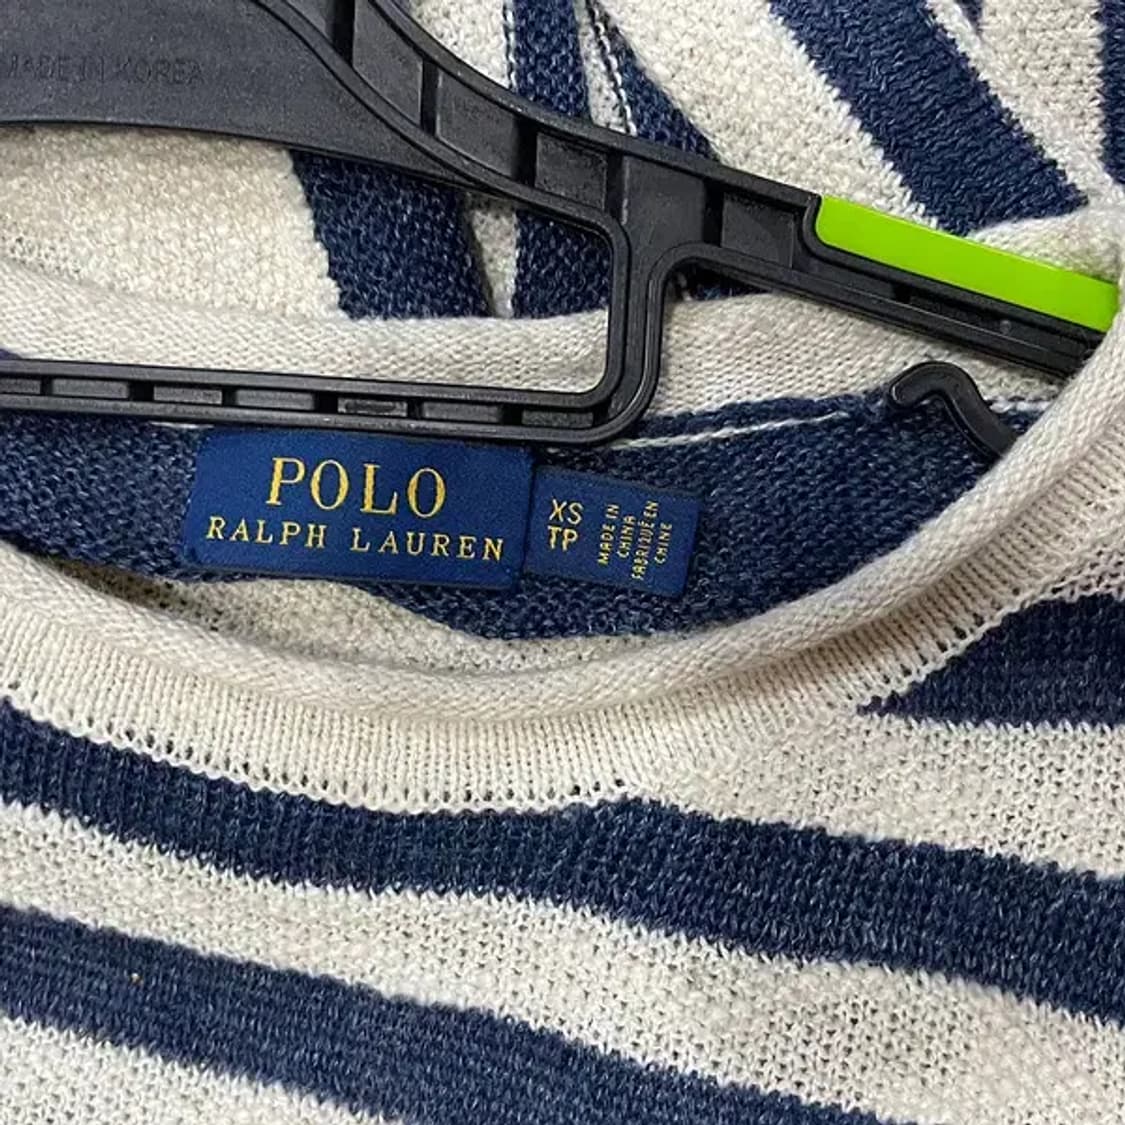 MADE IN KOREA
POLO
RALPH LAUREN
XS
TP
MADE IN
CHINA
FABRIQUÉ EN
CHINE